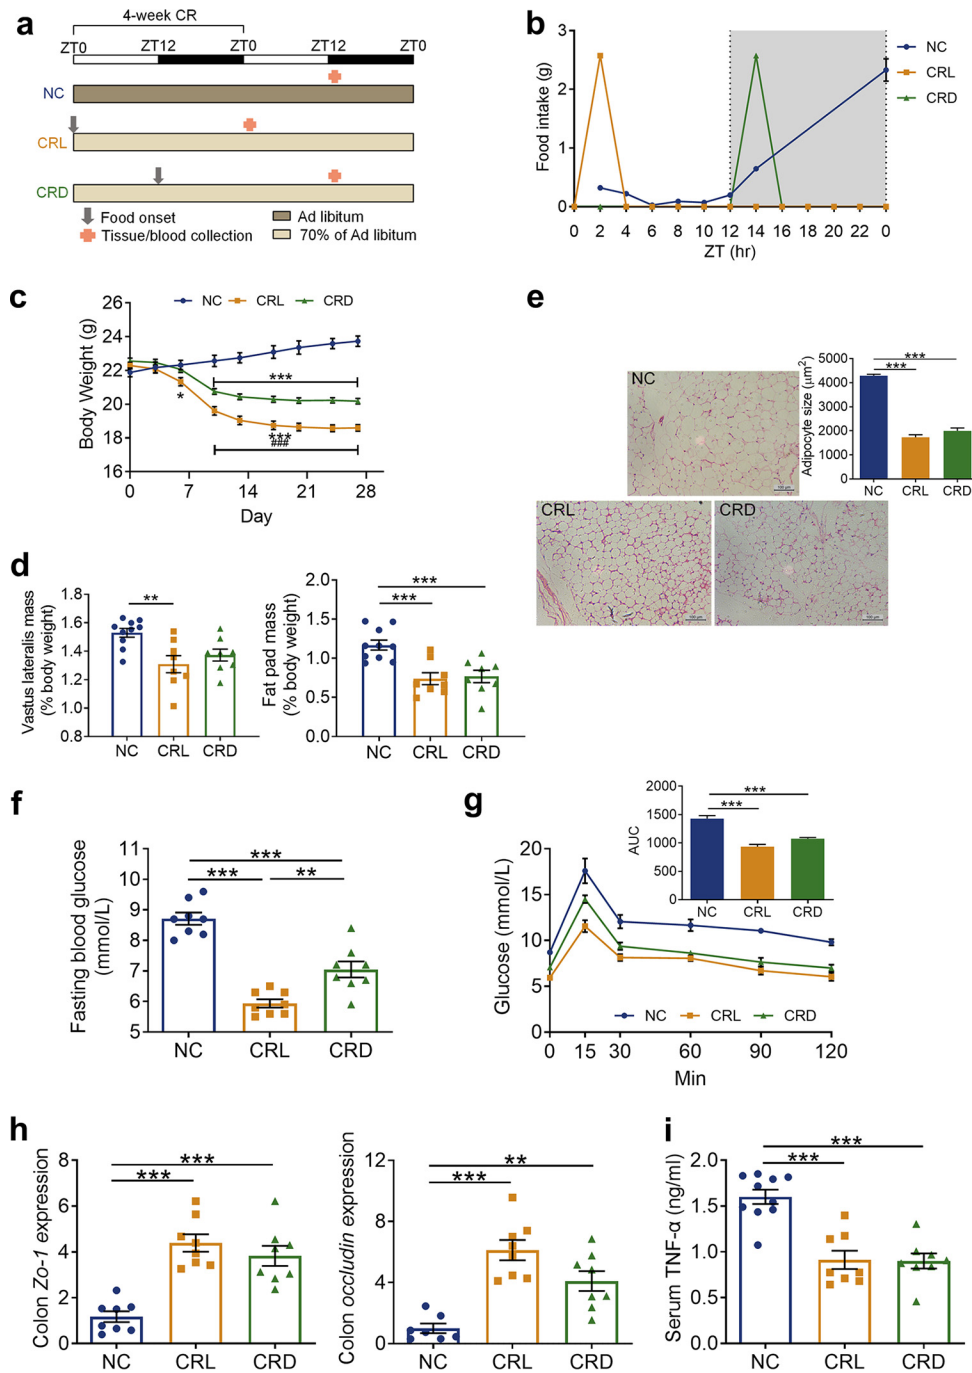 a
4-week CR
ZT0 ZT12 ZT0 ZT12 ZT0
NC
CRL
CRD
Food onset
Tissue/blood collection
Ad libitum
70% of Ad libitum
b
Food intake (g)
3
2
1
0
0 2 4 6 8 10 12 14 16 18 20 22 0
ZT (hr)
NC
CRL
CRD
c
NC CRL CRD
Body Weight (g)
26
24
22
20
18
16
***
*
***
###
0 7 14 21 28
Day
e
NC
100 μm
CRL
100 μm
CRD
100 μm
Adipocyte size (μm²)
5000
4000
3000
2000
1000
0
***
***
NC CRL CRD
d
Vastus lateralis mass
(% body weight)
1.8
1.6
1.4
1.2
1.0
0.8
**
NC CRL CRD
Fat pad mass
(% body weight)
2.0
1.5
1.0
0.5
0.0
***
***
NC CRL CRD
f
Fasting blood glucose
(mmol/L)
11
10
9
8
7
6
5
***
*** **
NC CRL CRD
g
Glucose (mmol/L)
20
15
10
5
0
NC CRL CRD
0 15 30 60 90 120
Min
AUC
2000
1500
1000
500
0
***
***
NC CRL CRD
h
Colon Zo-1 expression
8
6
4
2
0
***
***
NC CRL CRD
Colon occludin expression
12
8
4
0
**
***
NC CRL CRD
i
Serum TNF-α (ng/ml)
2.0
1.5
1.0
0.5
0.0
***
***
NC CRL CRD